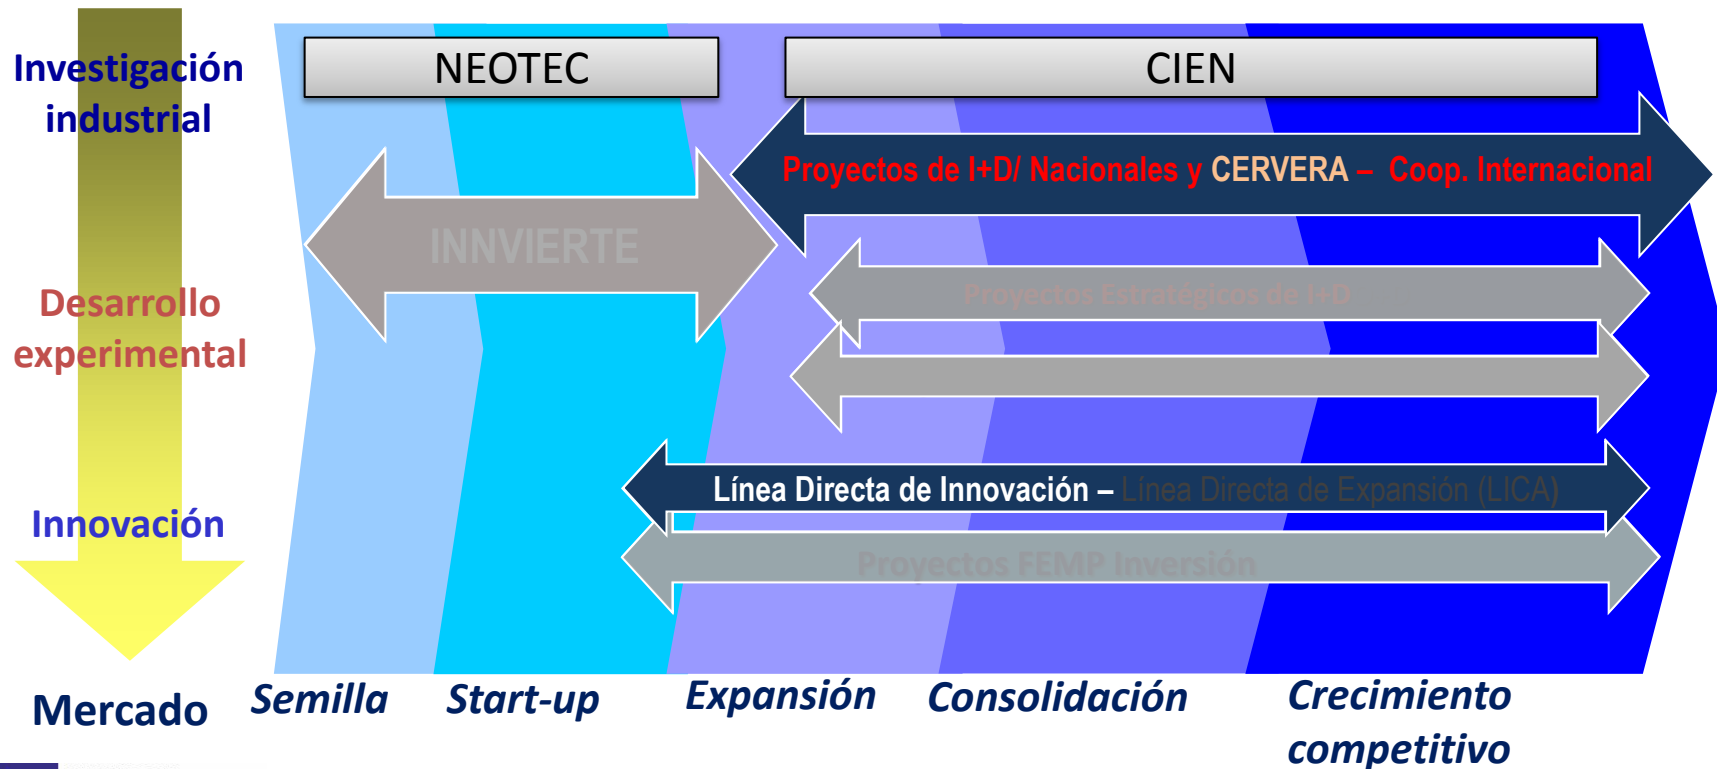 Investigación
industrial
NEOTEC
CIEN
Proyectos de I+D/ Nacionales y CERVERA – Coop. Internacional
INNVIERTE
Desarrollo
experimental
Proyectos Estratégicos de I+D
Línea Directa de Innovación – Línea Directa de Expansión (LICA)
Innovación
Proyectos FEMP Inversión
Mercado
Semilla
Start-up
Expansión
Consolidación
Crecimiento
competitivo